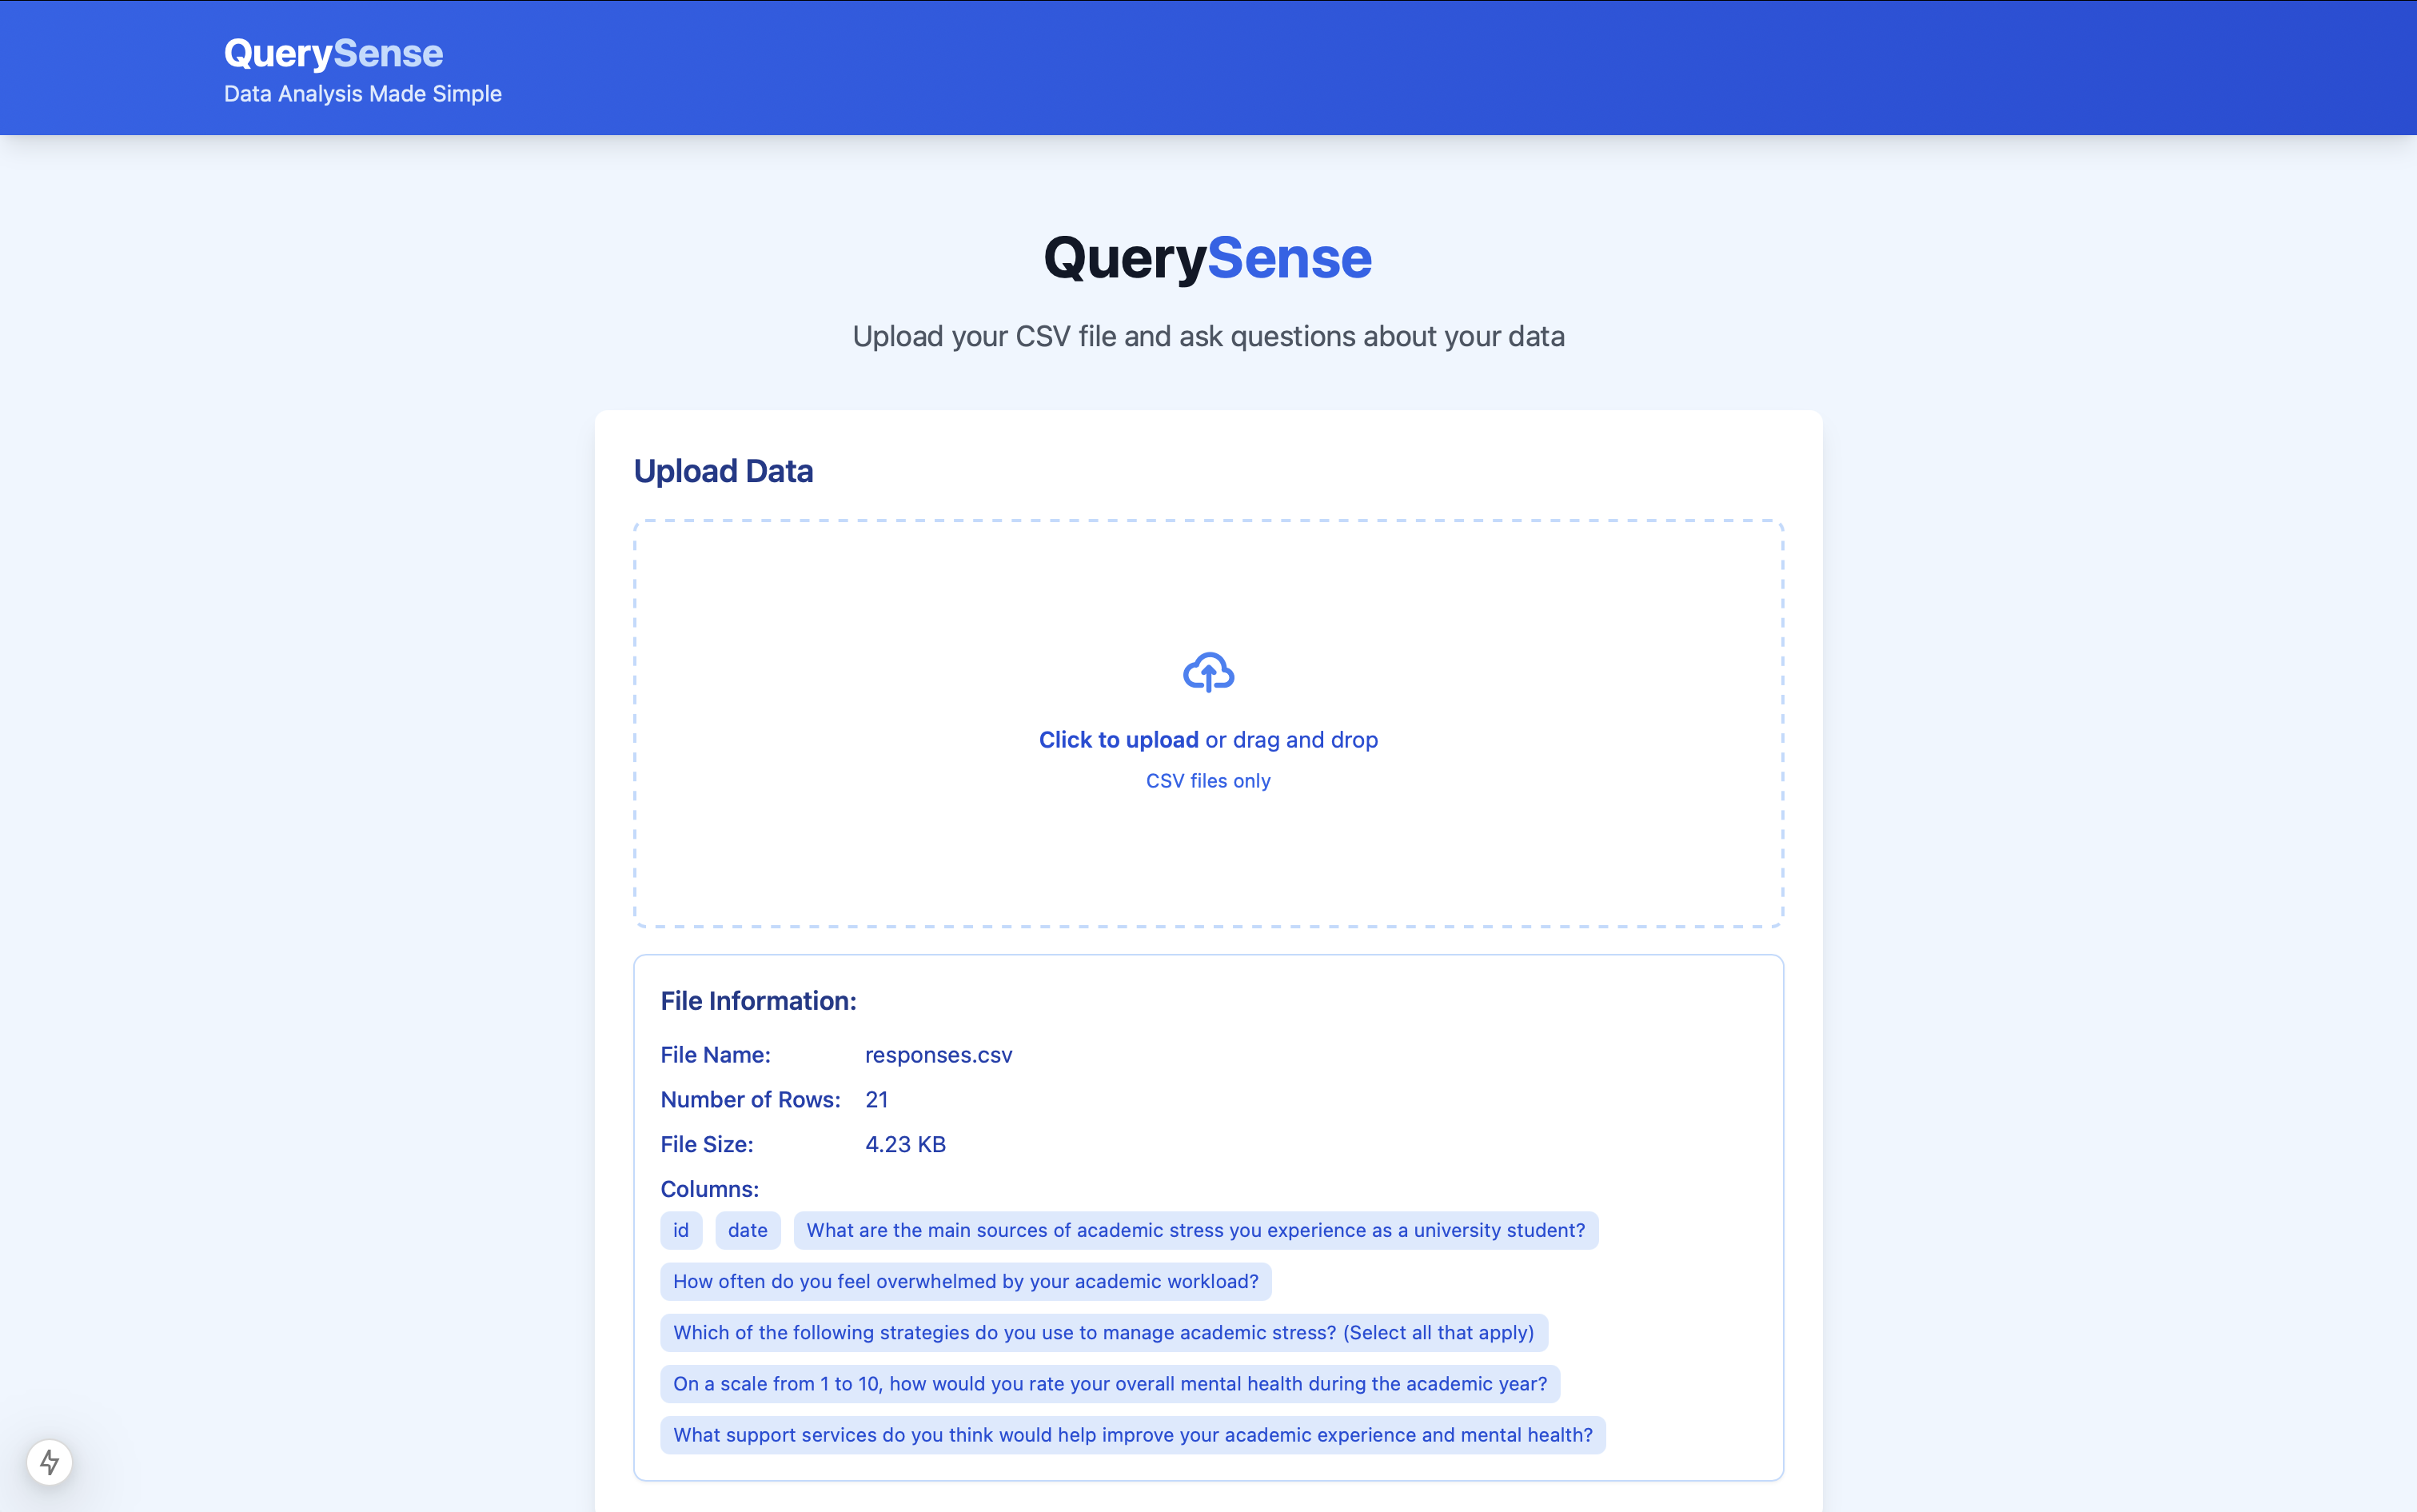 QuerySense
Data Analysis Made Simple
QuerySense
Upload your CSV file and ask questions about your data
Upload Data
Click to upload or drag and drop
CSV files only
File Information:
File Name: responses.csv
Number of Rows: 21
File Size: 4.23 KB
Columns:
id date What are the main sources of academic stress you experience as a university student?
How often do you feel overwhelmed by your academic workload?
Which of the following strategies do you use to manage academic stress? (Select all that apply)
On a scale from 1 to 10, how would you rate your overall mental health during the academic year?
What support services do you think would help improve your academic experience and mental health?